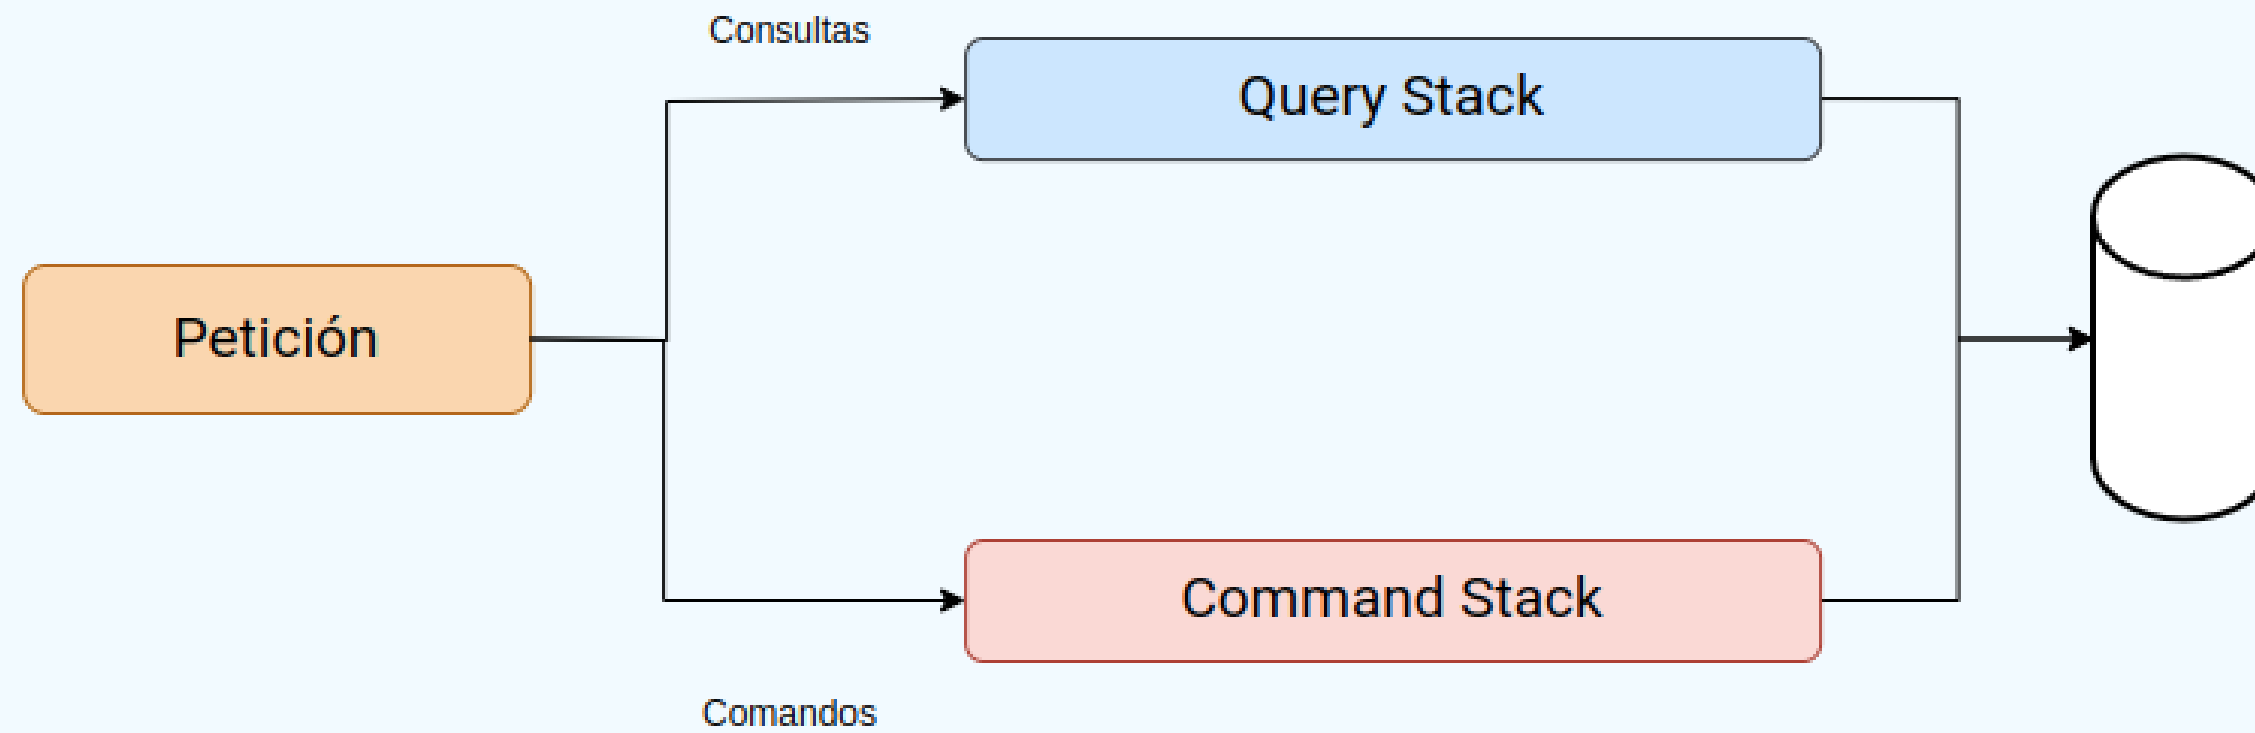 Consultas
Query Stack
Petición
Command Stack
Comandos